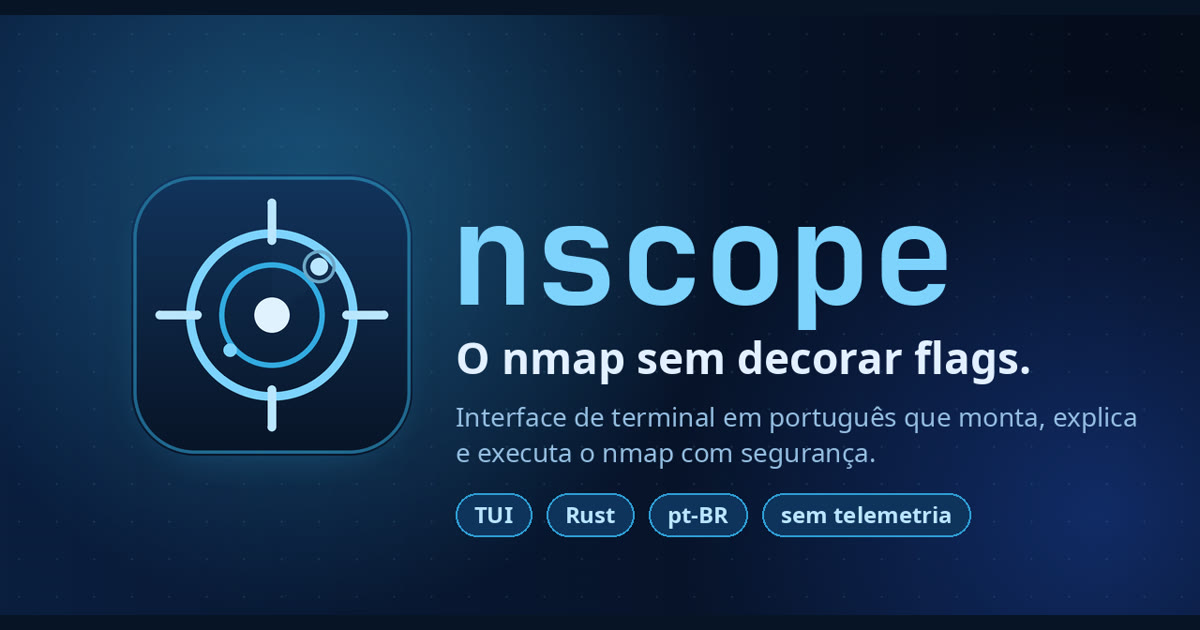 nscope
O nmap sem decorar flags.
Interface de terminal em português que monta, explica
e executa o nmap com segurança.
TUI Rust pt-BR sem telemetria